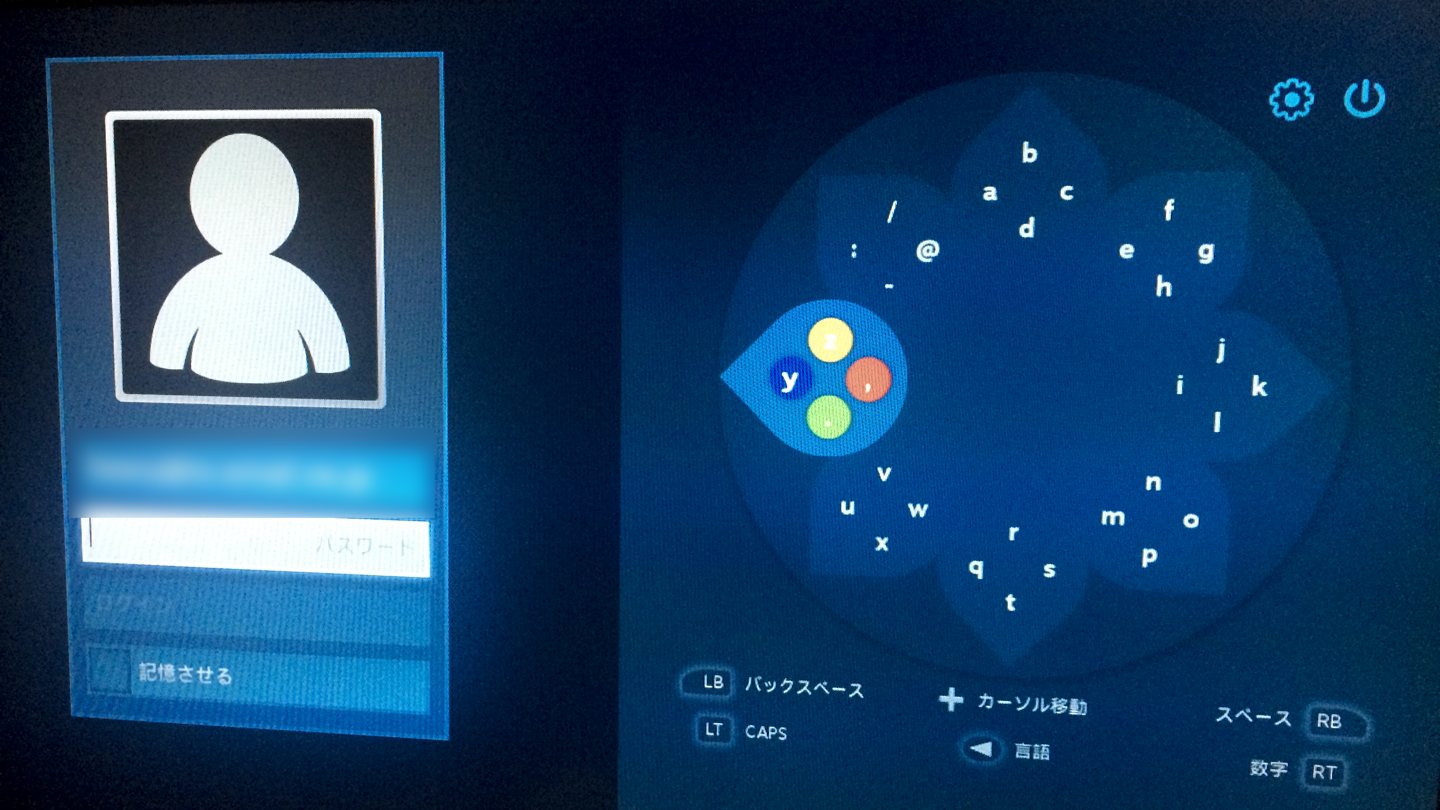 パスワード
ログイン
記憶させる
b
a c
d
/
: @
-
f
e g
h
z
y ,
.
j
i k
l
v
u w
x
n
m o
p
r
q s
t
LB バックスペース
LT CAPS
カーソル移動
言語
スペース RB
数字 RT